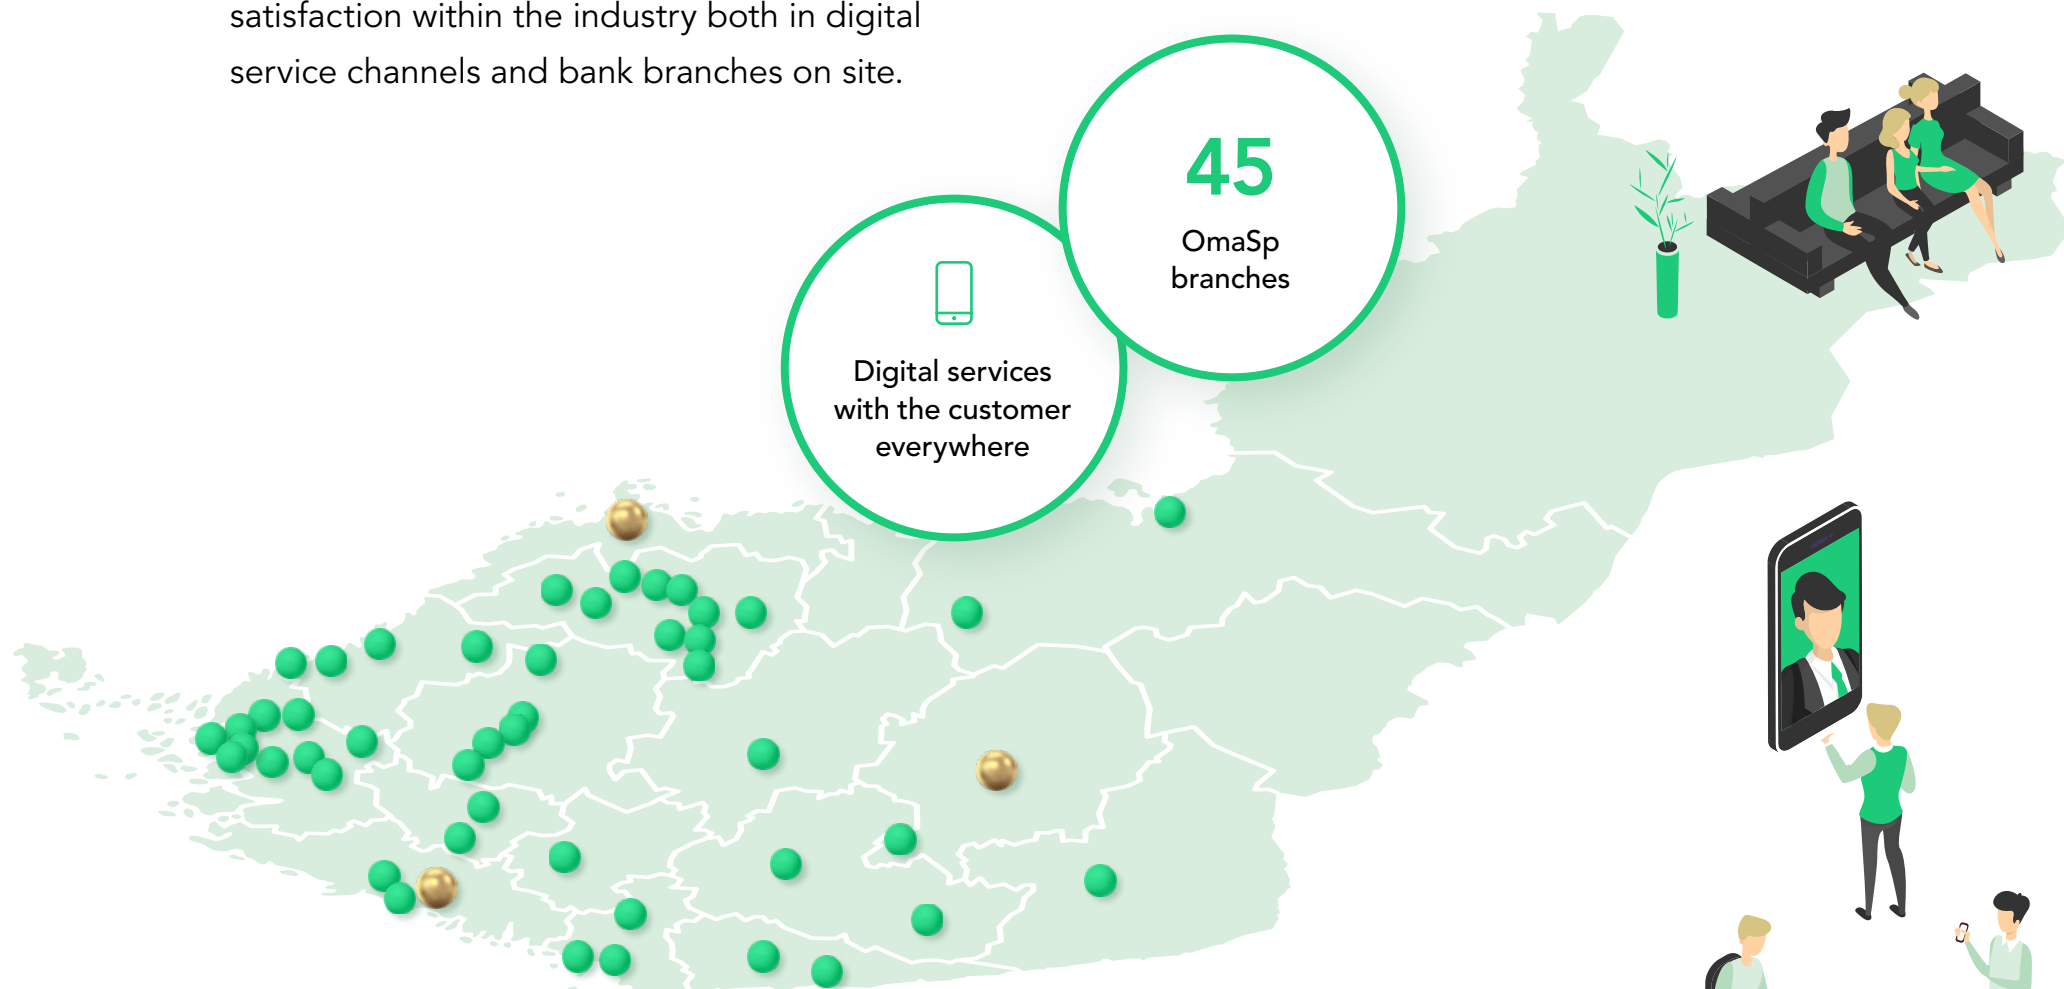 satisfaction within the industry both in digital
service channels and bank branches on site.
45
OmaSp
branches
Digital services
with the customer
everywhere